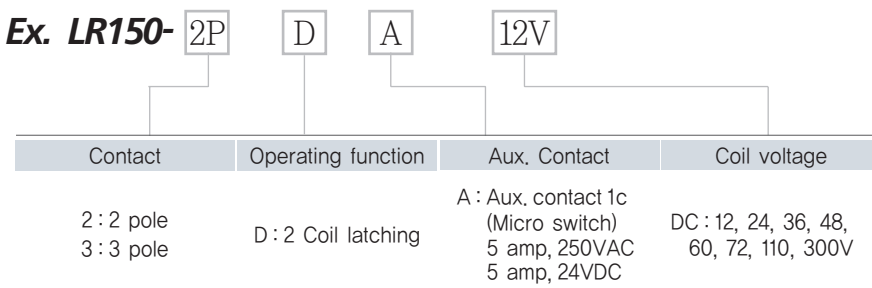 Ex. LR150- 2P D A 12V
Contact Operating function Aux. Contact Coil voltage
2 : 2 pole
3 : 3 pole
D : 2 Coil latching
A : Aux. contact 1c
(Micro switch)
5 amp, 250VAC
5 amp, 24VDC
DC : 12, 24, 36, 48,
60, 72, 110, 300V